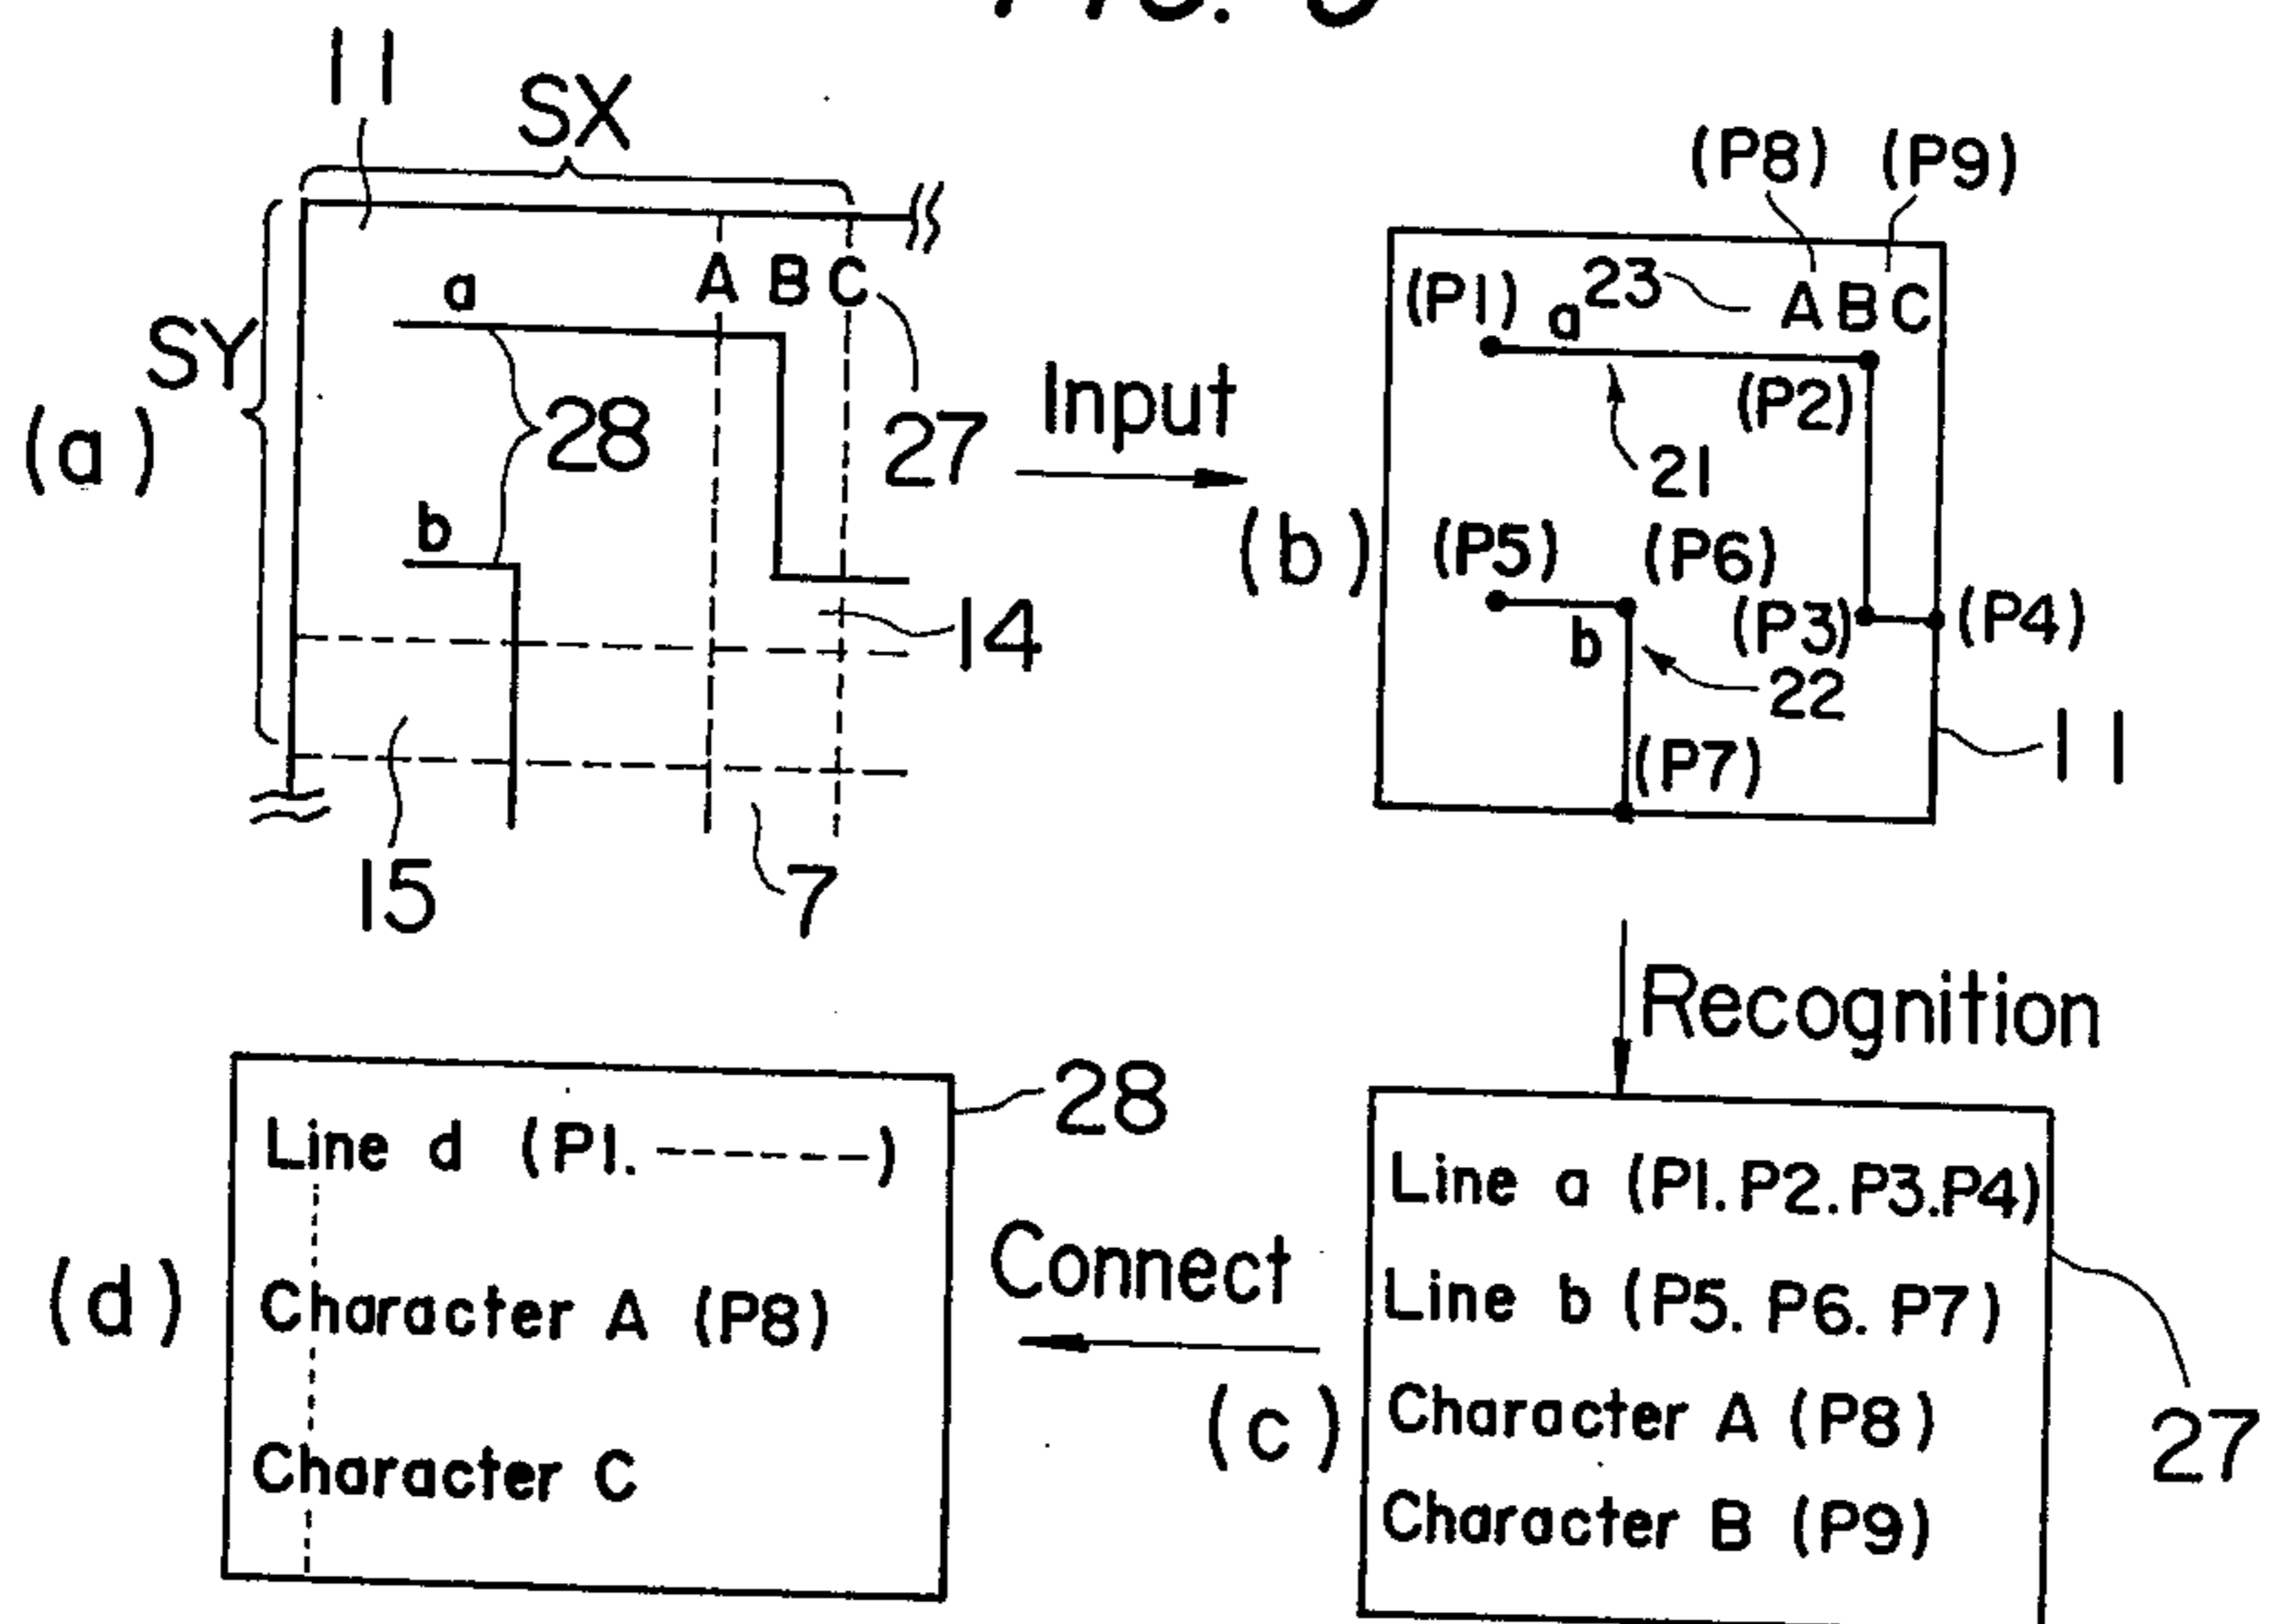 11
SX
SY
(a)
a
A B C
28
27
b
14
15
7
Input
(b)
(P8) (P9)
(P1) a 23 A B C
(P2)
21
(P5) (P6)
(P3) (P4)
b
22
(P7)
11
Recognition
(c)
Line a (P1. P2. P3. P4)
Line b (P5. P6. P7)
Character A (P8)
Character B (P9)
27
Connect
(d)
Line d (P1. -------)
Character A (P8)
Character C
28